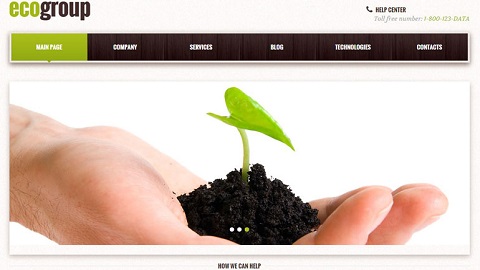 ecogroup
HELP CENTER
Toll free number: 1-800-123-DATA
MAIN PAGE
COMPANY
SERVICES
BLOG
TECHNOLOGIES
CONTACTS
HOW WE CAN HELP